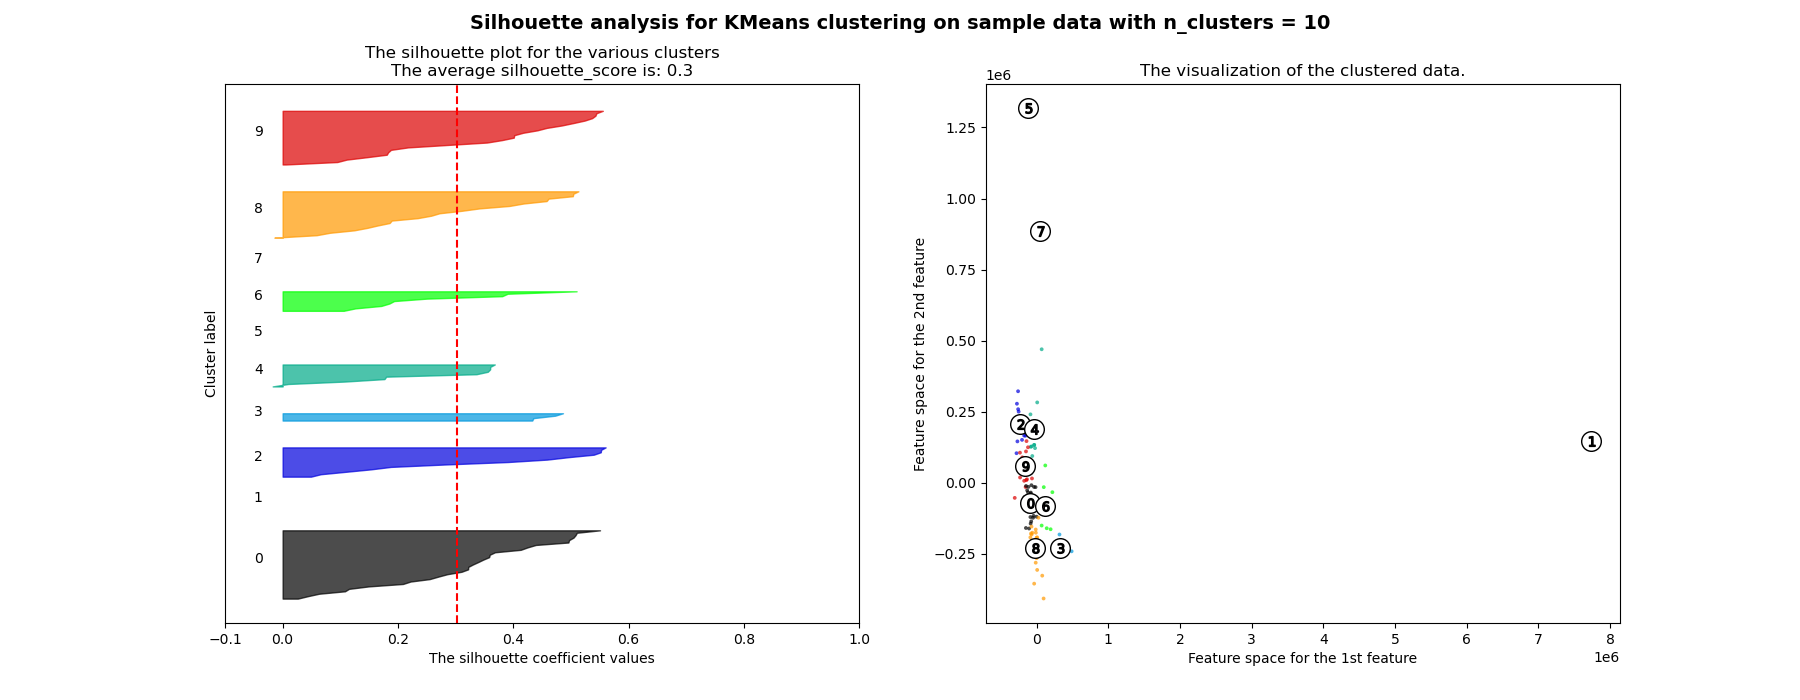 Silhouette analysis for KMeans clustering on sample data with n_clusters = 10
The silhouette plot for the various clusters
The average silhouette_score is: 0.3
9
8
7
6
5
4
3
2
1
0
Cluster label
−0.1 0.0 0.2 0.4 0.6 0.8 1.0
The silhouette coefficient values
The visualization of the clustered data.
1e6
1.25
1.00
0.75
0.50
0.25
0.00
−0.25
Feature space for the 2nd feature
5
7
2 4
1
9
0 6
8 3
0 1 2 3 4 5 6 7 8
1e6
Feature space for the 1st feature